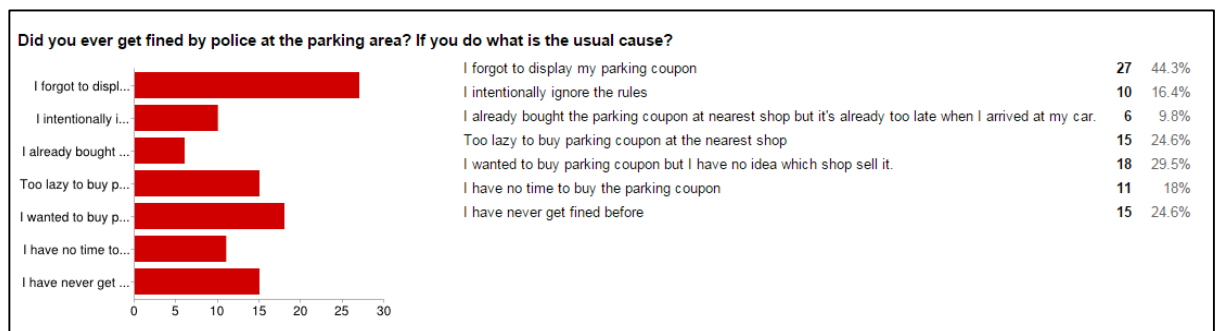 Did you ever get fined by police at the parking area? If you do what is the usual cause?
I forgot to displ...
I intentionally i...
I already bought ...
Too lazy to buy p...
I wanted to buy p...
I have no time to...
I have never get ...
0 5 10 15 20 25 30
I forgot to display my parking coupon 27 44.3%
I intentionally ignore the rules 10 16.4%
I already bought the parking coupon at nearest shop but it's already too late when I arrived at my car. 6 9.8%
Too lazy to buy parking coupon at the nearest shop 15 24.6%
I wanted to buy parking coupon but I have no idea which shop sell it. 18 29.5%
I have no time to buy the parking coupon 11 18%
I have never get fined before 15 24.6%